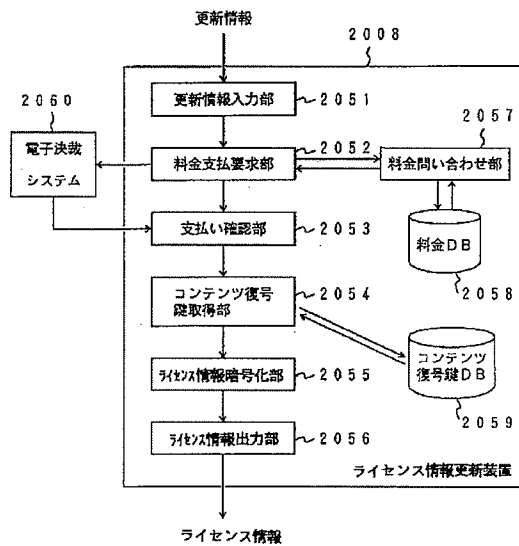 更新情報
2008
2060
更新情報入力部
2051
2057
電子決裁
システム
料金支払要求部
2052
料金問い合わせ部
支払い確認部
2053
料金DB
2058
コンテンツ復号
鍵取得部
2054
コンテンツ
復号鍵DB
ライセンス情報暗号化部
2055
2059
ライセンス情報出力部
2056
ライセンス情報更新装置
ライセンス情報